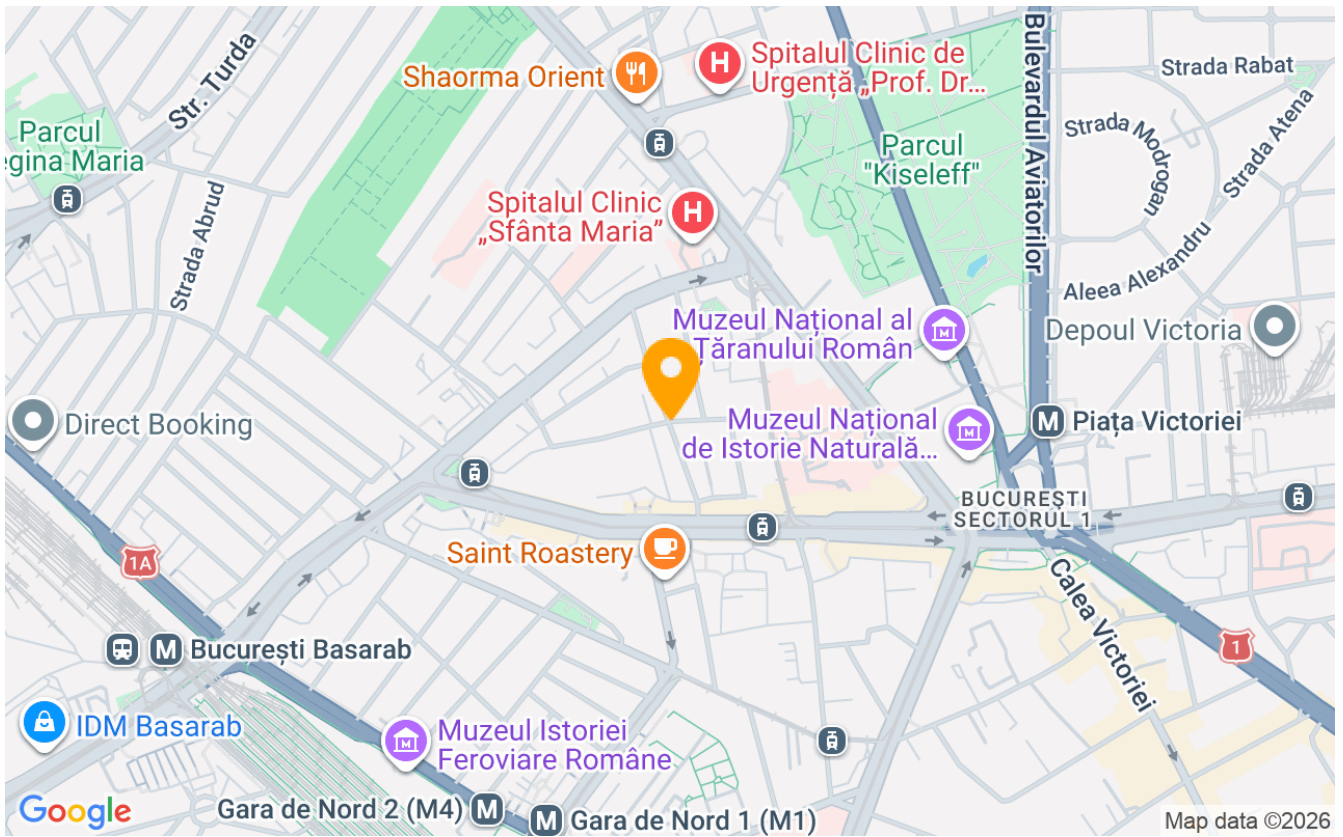 Shaorma Orient
H
Spitalul Clinic de
Urgență „Prof. Dr...
Bulevardul Aviatorilor
Strada Rabat
Str. Turda
Parcul
egina Maria
Strada Modrogan
Strada Atena
Parcul
"Kiseleff"
Strada Abrud
Spitalul Clinic
„Sfânta Maria”
H
Aleea Alexandru
Muzeul Național al
Țăranului Român
M
Depoul Victoria
Direct Booking
Muzeul Național
de Istorie Naturală...
M
M Piața Victoriei
BUCUREȘTI
SECTORUL 1
Saint Roastery
1A
Calea Victoriei
M București Basarab
1
IDM Basarab
M
Muzeul Istoriei
Feroviare Române
Google
Gara de Nord 2 (M4) M
M Gara de Nord 1 (M1)
Map data ©2026